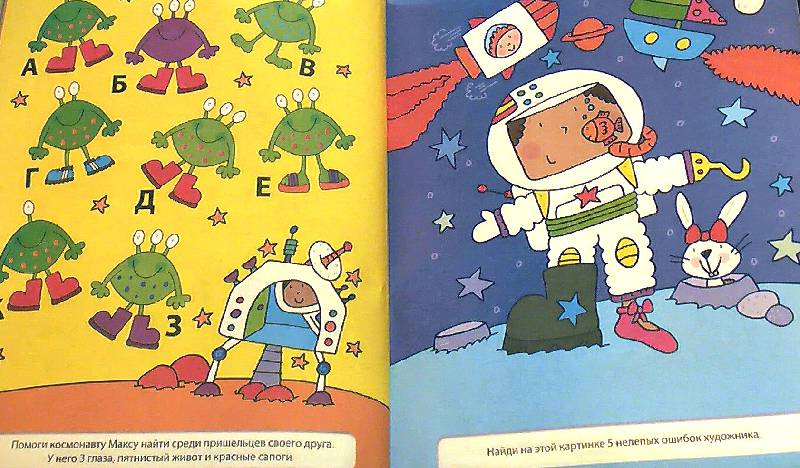 А
Б
В
Г
Д
Е
З
Помоги космонавту Максу найти среди пришельцев своего друга.
У него 3 глаза, пятнистый живот и красные сапоги
3
Найди на этой картинке 5 нелепых ошибок художника